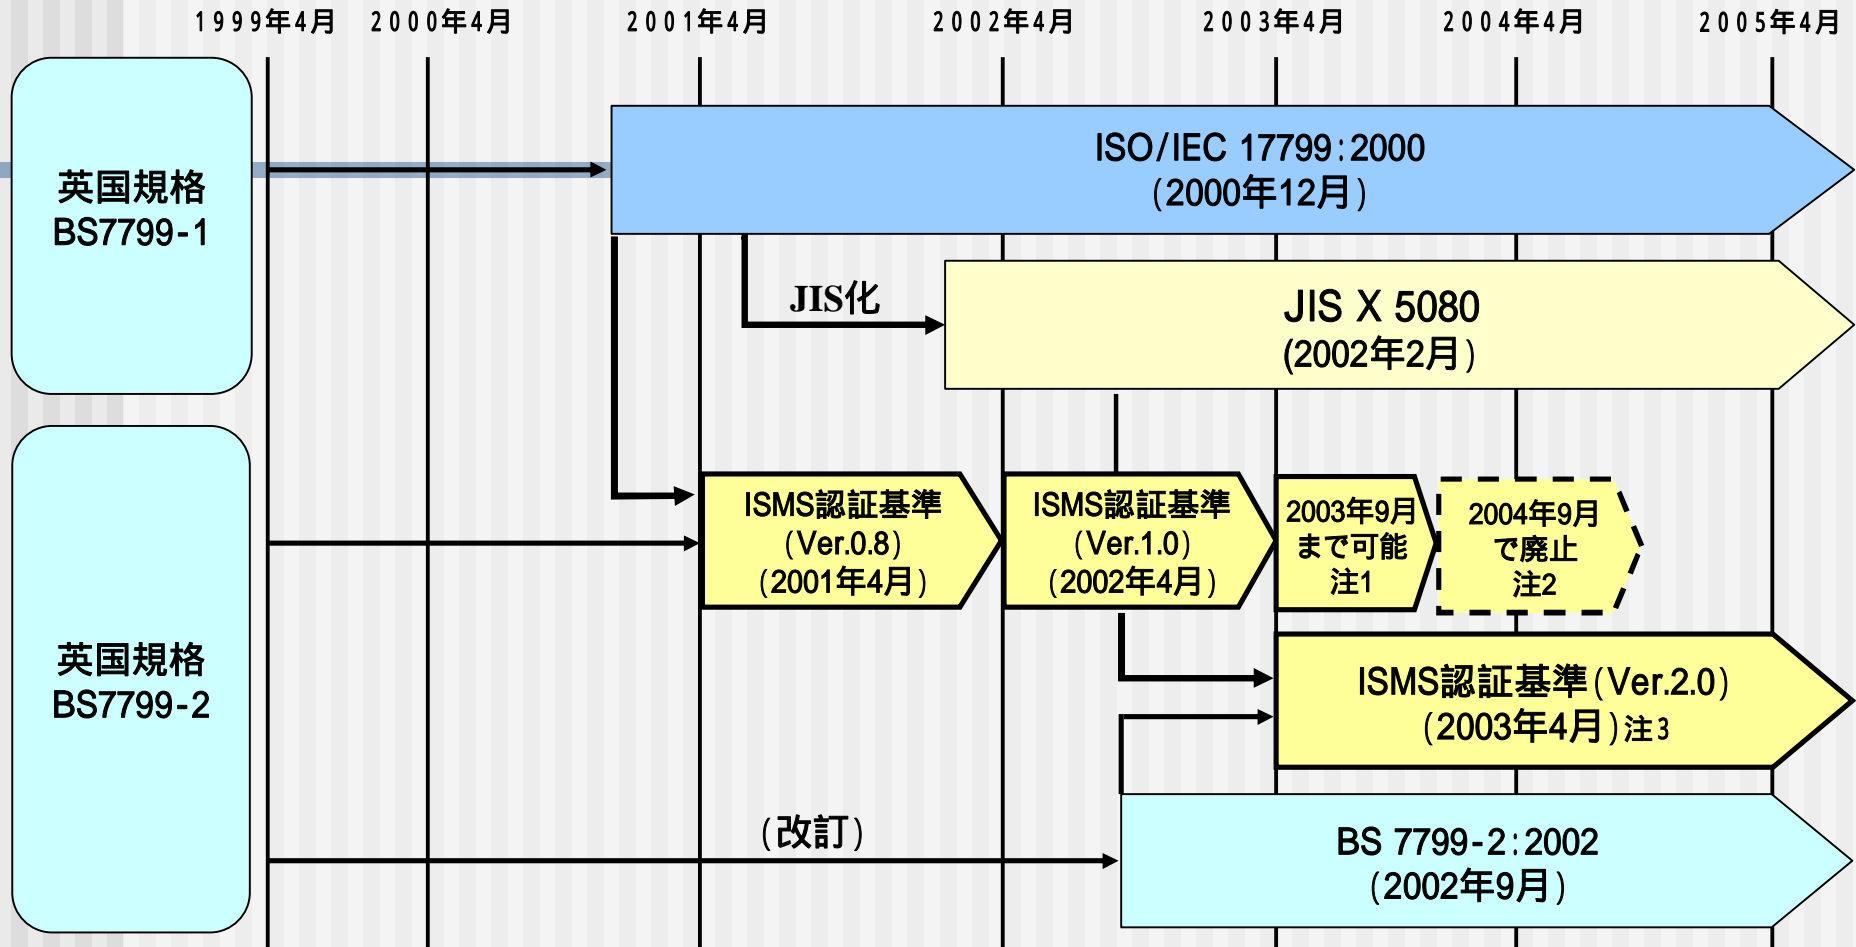 1999年4月 2000年4月 2001年4月 2002年4月 2003年4月 2004年4月 2005年4月
英国規格
BS7799-1
ISO/IEC 17799:2000
(2000年12月)
JIS化
JIS X 5080
(2002年2月)
英国規格
BS7799-2
ISMS認証基準
(Ver.0.8)
(2001年4月)
ISMS認証基準
(Ver.1.0)
(2002年4月)
2003年9月
まで可能
注1
2004年9月
で廃止
注2
ISMS認証基準(Ver.2.0)
(2003年4月)注3
(改訂)
BS 7799-2:2002
(2002年9月)